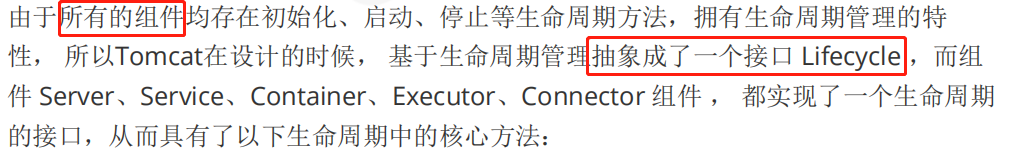 由于所有的组件均存在初始化、启动、停止等生命周期方法，拥有生命周期管理的特
性， 所以Tomcat在设计的时候， 基于生命周期管理抽象成了一个接口 Lifecycle ，而组
件 Server、Service、Container、Executor、Connector 组件 ， 都实现了一个生命周期
的接口，从而具有了以下生命周期中的核心方法：